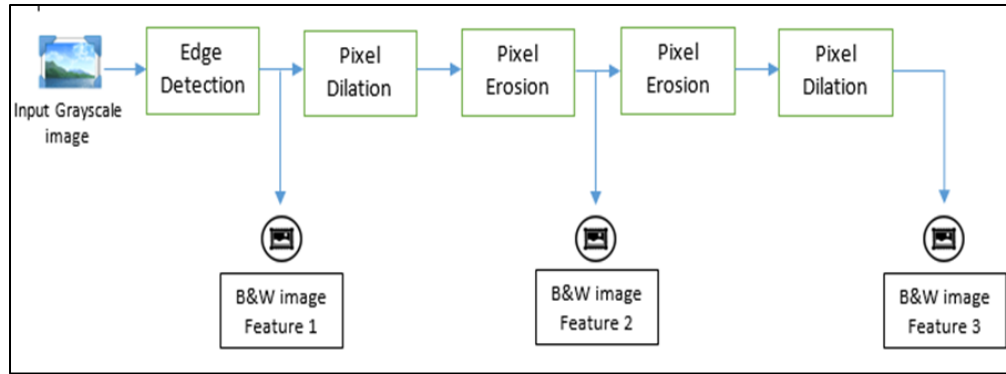 Input Grayscale
image
Edge
Detection
Pixel
Dilation
Pixel
Erosion
Pixel
Erosion
Pixel
Dilation
B&W image
Feature 1
B&W image
Feature 2
B&W image
Feature 3